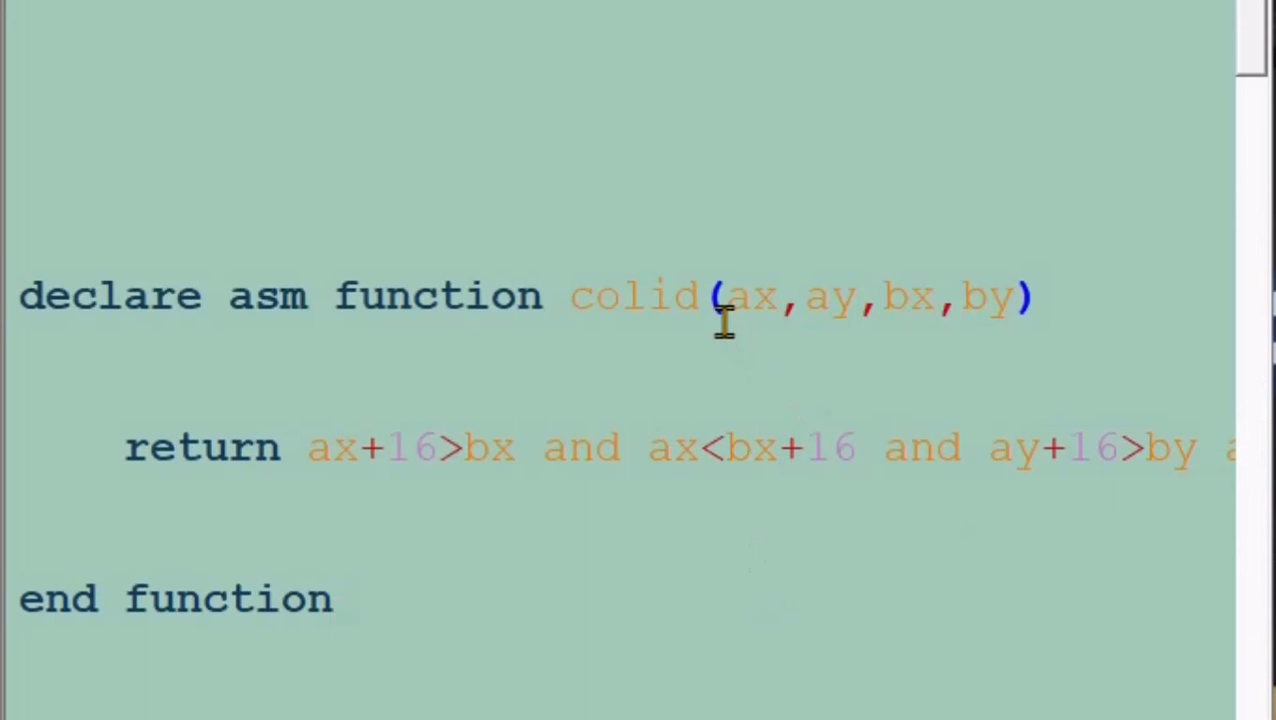 declare asm function colid(ax,ay,bx,by)
return ax+16>bx and ax<bx+16 and ay+16>by
end function